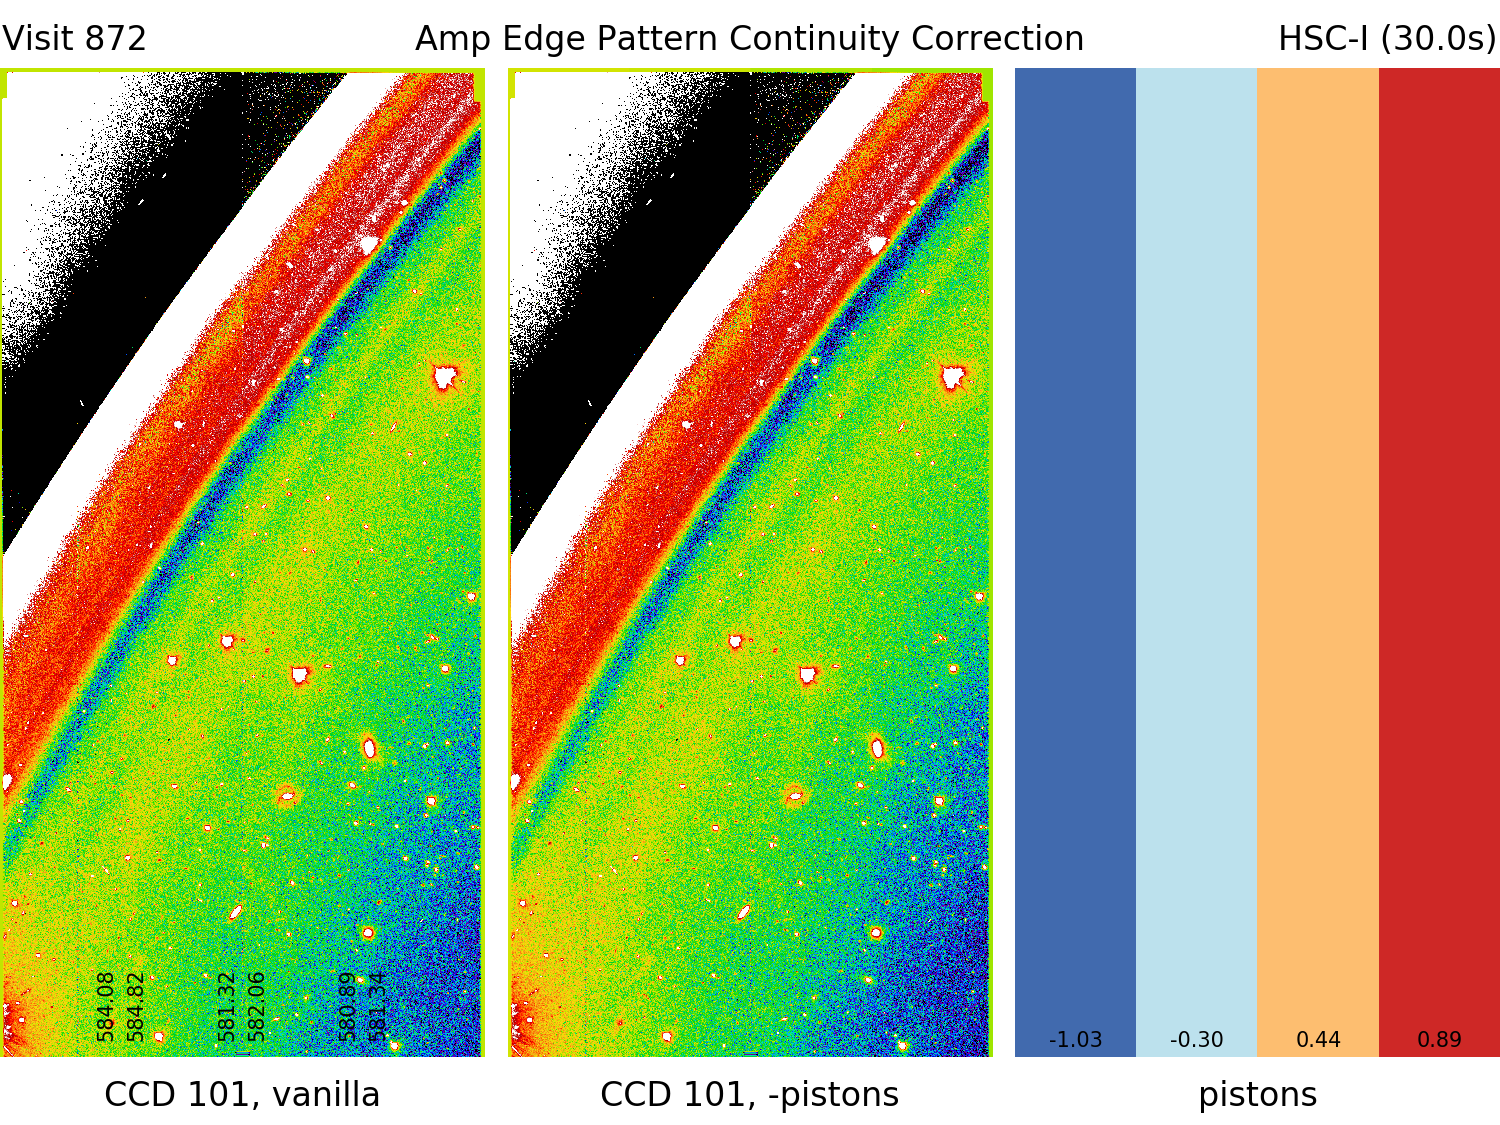 Visit 872 Amp Edge Pattern Continuity Correction HSC-I (30.0s)
584.08
584.82
581.32
582.06
580.89
581.34
-1.03 -0.30 0.44 0.89
CCD 101, vanilla CCD 101, -pistons pistons